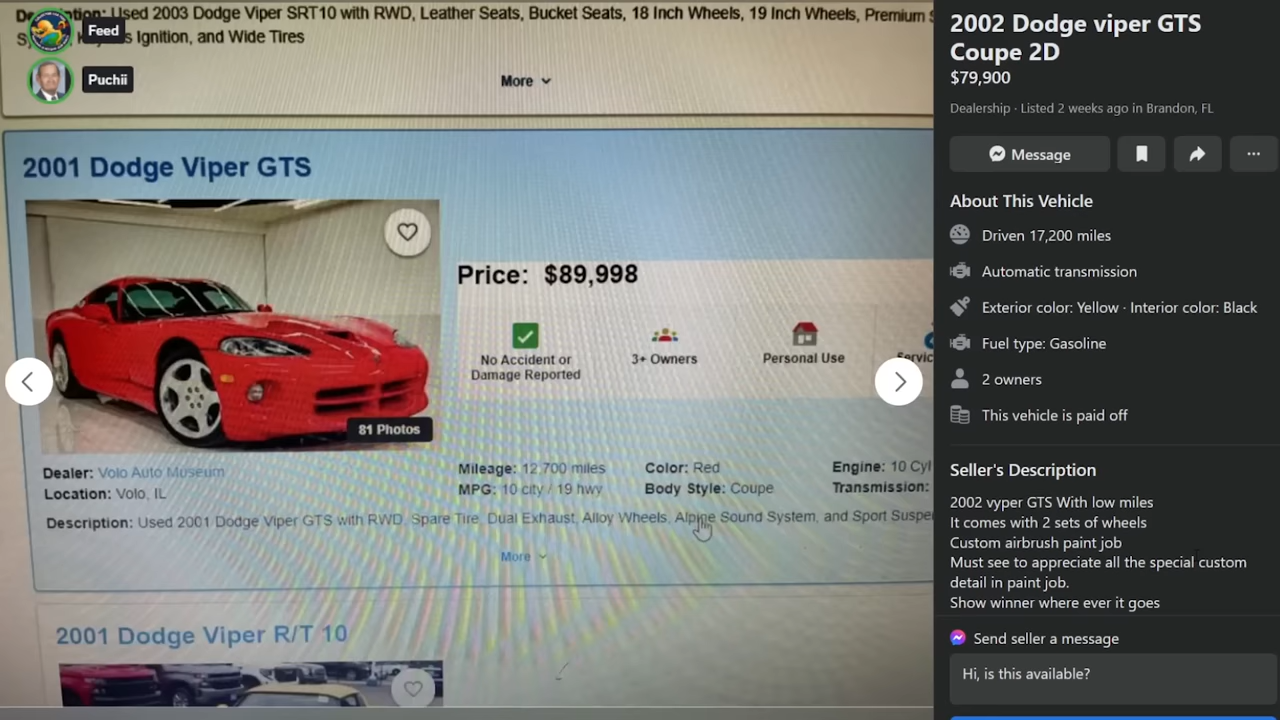 Used 2003 Dodge Viper SRT10 with RWD, Leather Seats, Bucket Seats, 18 Inch Wheels, 19 Inch Wheels, Premium
Ignition, and Wide Tires
Feed
Puchii
More
2001 Dodge Viper GTS
Price: $89,998
No Accident or
Damage Reported
3+ Owners
Personal Use
81 Photos
Dealer: Volo Auto Museum
Location: Volo, IL
Mileage: 12,700 miles
MPG: 10 city / 19 hwy
Color: Red
Body Style: Coupe
Engine: 10 Cyl
Transmission:
Description: Used 2001 Dodge Viper GTS with RWD, Spare Tire, Dual Exhaust, Alloy Wheels, Alpine Sound System, and Sport
More
2001 Dodge Viper R/T 10
2002 Dodge viper GTS
Coupe 2D
$79,900
Dealership · Listed 2 weeks ago in Brandon, FL
Message
About This Vehicle
Driven 17,200 miles
Automatic transmission
Exterior color: Yellow · Interior color: Black
Fuel type: Gasoline
2 owners
This vehicle is paid off
Seller's Description
2002 vyper GTS With low miles
It comes with 2 sets of wheels
Custom airbrush paint job
Must see to appreciate all the special custom
detail in paint job.
Show winner where ever it goes
Send seller a message
Hi, is this available?